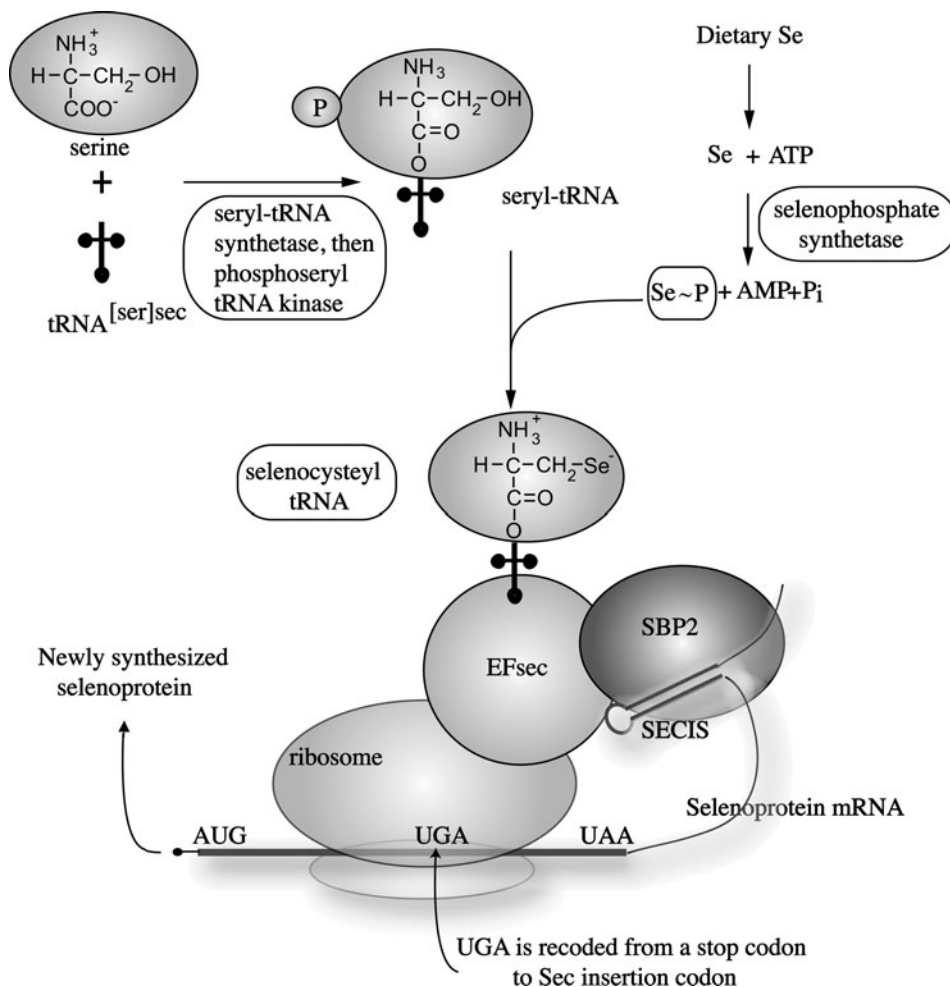 NH3+
H–C–CH2–OH
COO-
serine
+
tRNA[ser]sec
seryl-tRNA
synthetase, then
phosphoseryl
tRNA kinase
P
NH3
H–C–CH2–OH
C=O
O
seryl-tRNA
Dietary Se
Se + ATP
selenophosphate
synthetase
Se~P + AMP+Pi
selenocysteyl
tRNA
NH3+
H–C–CH2–Se-
C=O
O
EFsec
SBP2
SECIS
Newly synthesized
selenoprotein
ribosome
Selenoprotein mRNA
AUG UGA UAA
UGA is recoded from a stop codon
to Sec insertion codon